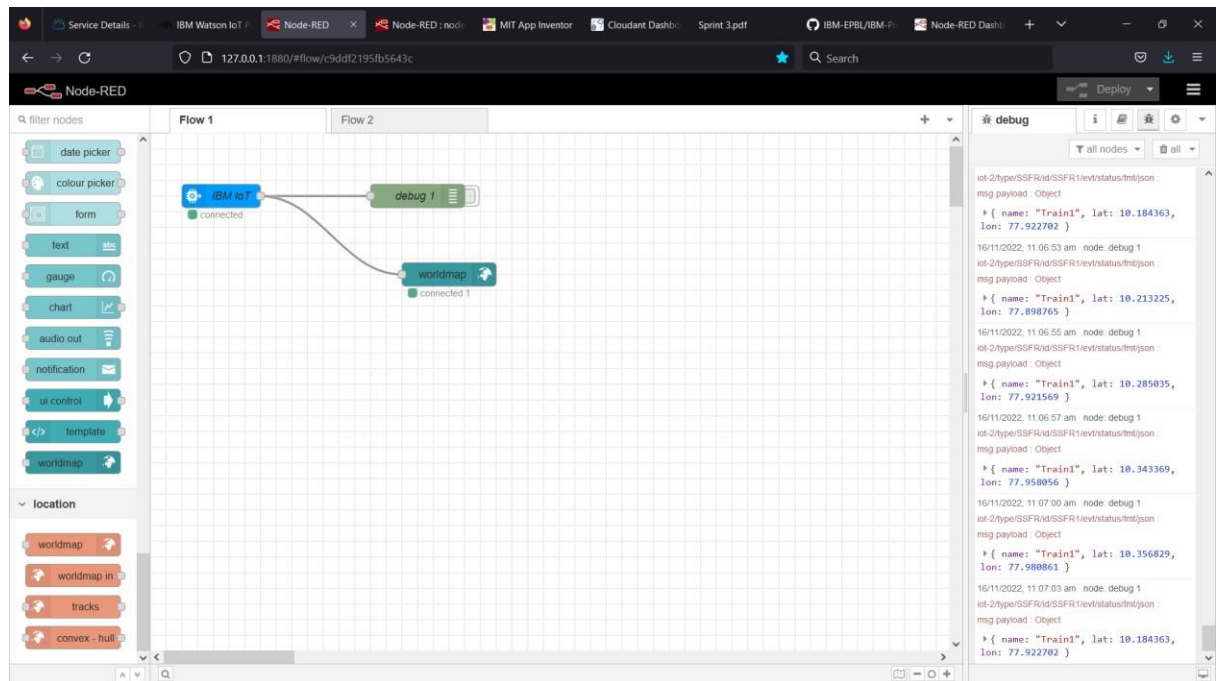 Service Details - I
IBM Watson IoT P
Node-RED
Node-RED : node
MIT App Inventor
Cloudant Dashbo
Sprint 3.pdf
IBM-EPBL/IBM-Pr
Node-RED Dashb
127.0.0.1:1880/#flow/c9ddf2195fb5643c
Search
Node-RED
Deploy
filter nodes
date picker
colour picker
form
text
abc
gauge
chart
audio out
notification
ui control
template
worldmap
location
worldmap
worldmap in
tracks
convex - hull
Flow 1
Flow 2
IBM IoT
connected
debug 1
worldmap
connected 1
debug
i
all nodes
all
iot-2/type/SSFR/id/SSFR1/evt/status/fmt/json :
msg.payload : Object
{ name: "Train1", lat: 10.184363,
lon: 77.922702 }
16/11/2022, 11:06:53 am node: debug 1
iot-2/type/SSFR/id/SSFR1/evt/status/fmt/json :
msg.payload : Object
{ name: "Train1", lat: 10.213225,
lon: 77.898765 }
16/11/2022, 11:06:55 am node: debug 1
iot-2/type/SSFR/id/SSFR1/evt/status/fmt/json :
msg.payload : Object
{ name: "Train1", lat: 10.285035,
lon: 77.921569 }
16/11/2022, 11:06:57 am node: debug 1
iot-2/type/SSFR/id/SSFR1/evt/status/fmt/json :
msg.payload : Object
{ name: "Train1", lat: 10.343369,
lon: 77.958056 }
16/11/2022, 11:07:00 am node: debug 1
iot-2/type/SSFR/id/SSFR1/evt/status/fmt/json :
msg.payload : Object
{ name: "Train1", lat: 10.356829,
lon: 77.980861 }
16/11/2022, 11:07:03 am node: debug 1
iot-2/type/SSFR/id/SSFR1/evt/status/fmt/json :
msg.payload : Object
{ name: "Train1", lat: 10.184363,
lon: 77.922702 }